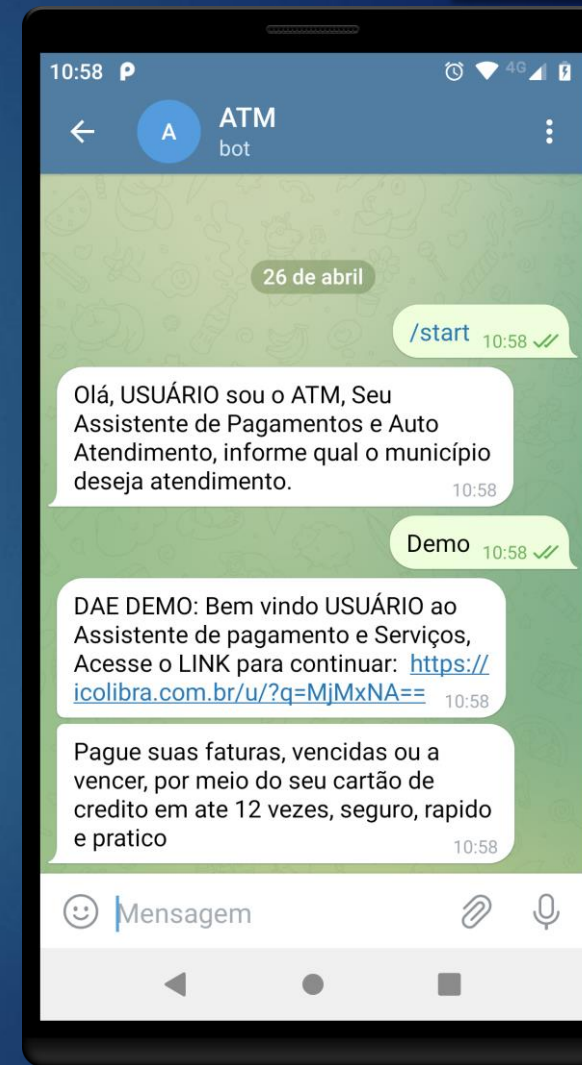 10:58
4G
A
ATM
bot
26 de abril
/start 10:58
Olá, USUÁRIO sou o ATM, Seu
Assistente de Pagamentos e Auto
Atendimento, informe qual o município
deseja atendimento.
10:58
Demo 10:58
DAE DEMO: Bem vindo USUÁRIO ao
Assistente de pagamento e Serviços,
Acesse o LINK para continuar: https://
icolibra.com.br/u/?q=MjMxNA== 10:58
Pague suas faturas, vencidas ou a
vencer, por meio do seu cartão de
credito em ate 12 vezes, seguro, rapido
e pratico
10:58
Mensagem